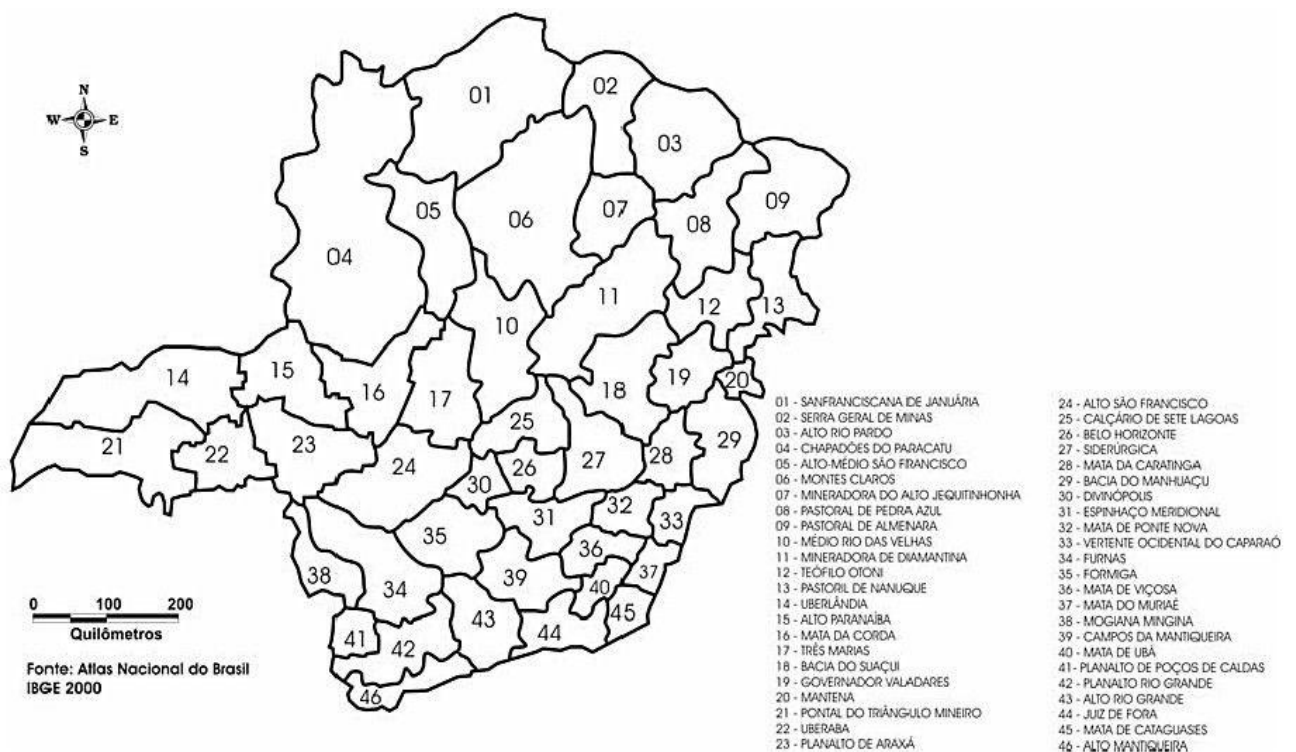 N
W E
S
01
02
03
04
05
06
07
08
09
10
11
12
13
14
15
16
17
18
19
20
21
22
23
24
25
26
27
28
29
30
31
32
33
34
35
36
37
38
39
40
41
42
43
44
45
46
0 100 200
Quilômetros
Fonte: Atlas Nacional do Brasil
IBGE 2000
01 - SANFRANCISCANA DE JANUÁRIA
02 - SERRA GERAL DE MINAS
03 - ALTO RIO PARDO
04 - CHAPADÕES DO PARACATU
05 - ALTO-MÉDIO SÃO FRANCISCO
06 - MONTES CLAROS
07 - MINERADORA DO ALTO JEQUITINHONHA
08 - PASTORAL DE PEDRA AZUL
09 - PASTORAL DE ALMENARA
10 - MÉDIO RIO DAS VELHAS
11 - MINERADORA DE DIAMANTINA
12 - TEÓFILO OTONI
13 - PASTORIL DE NANUQUE
14 - UBERLÂNDIA
15 - ALTO PARANAÍBA
16 - MATA DA CORDA
17 - TRÊS MARIAS
18 - BACIA DO SUAÇUI
19 - GOVERNADOR VALADARES
20 - MANTENA
21 - PONTAL DO TRIÂNGULO MINEIRO
22 - UBERABA
23 - PLANALTO DE ARAXÁ
24 - ALTO SÃO FRANCISCO
25 - CALÇÁRIO DE SETE LAGOAS
26 - BELO HORIZONTE
27 - SIDERÚRGICA
28 - MATA DA CARATINGA
29 - BACIA DO MANHUAÇU
30 - DIVINÓPOLIS
31 - ESPINHAÇO MERIDIONAL
32 - MATA DE PONTE NOVA
33 - VERTENTE OCIDENTAL DO CAPARAÓ
34 - FURNAS
35 - FORMIGA
36 - MATA DE VIÇOSA
37 - MATA DO MURIAÉ
38 - MOGIANA MINGINA
39 - CAMPOS DA MANTIQUEIRA
40 - MATA DE UBÁ
41 - PLANALTO DE POÇOS DE CALDAS
42 - PLANALTO RIO GRANDE
43 - ALTO RIO GRANDE
44 - JUIZ DE FORA
45 - MATA DE CATAGUASES
46 - ALTO MANTIQUEIRA